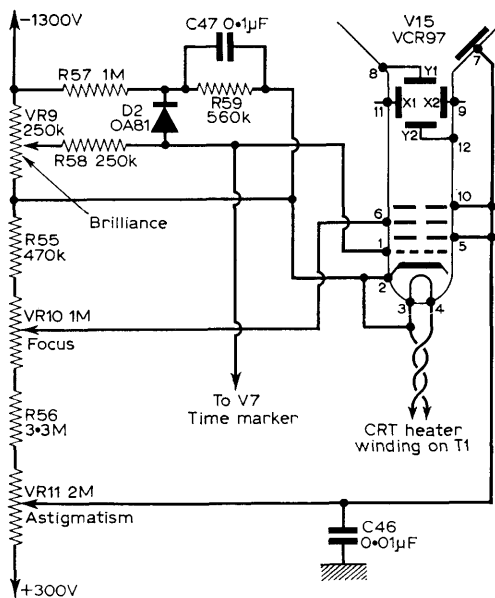 -1300V
C47 0·1µF
V15
VCR97
R57 1M
R59
560k
VR9
250k
D2
OA81
R58 250k
Brilliance
8
Y1
7
11
X1
X2
9
Y2
12
10
6
1
5
2
3
4
R55
470k
VR10 1M
Focus
To V7
Time marker
CRT heater
winding on T1
R56
3·3M
VR11 2M
Astigmatism
C46
0·01µF
+300V